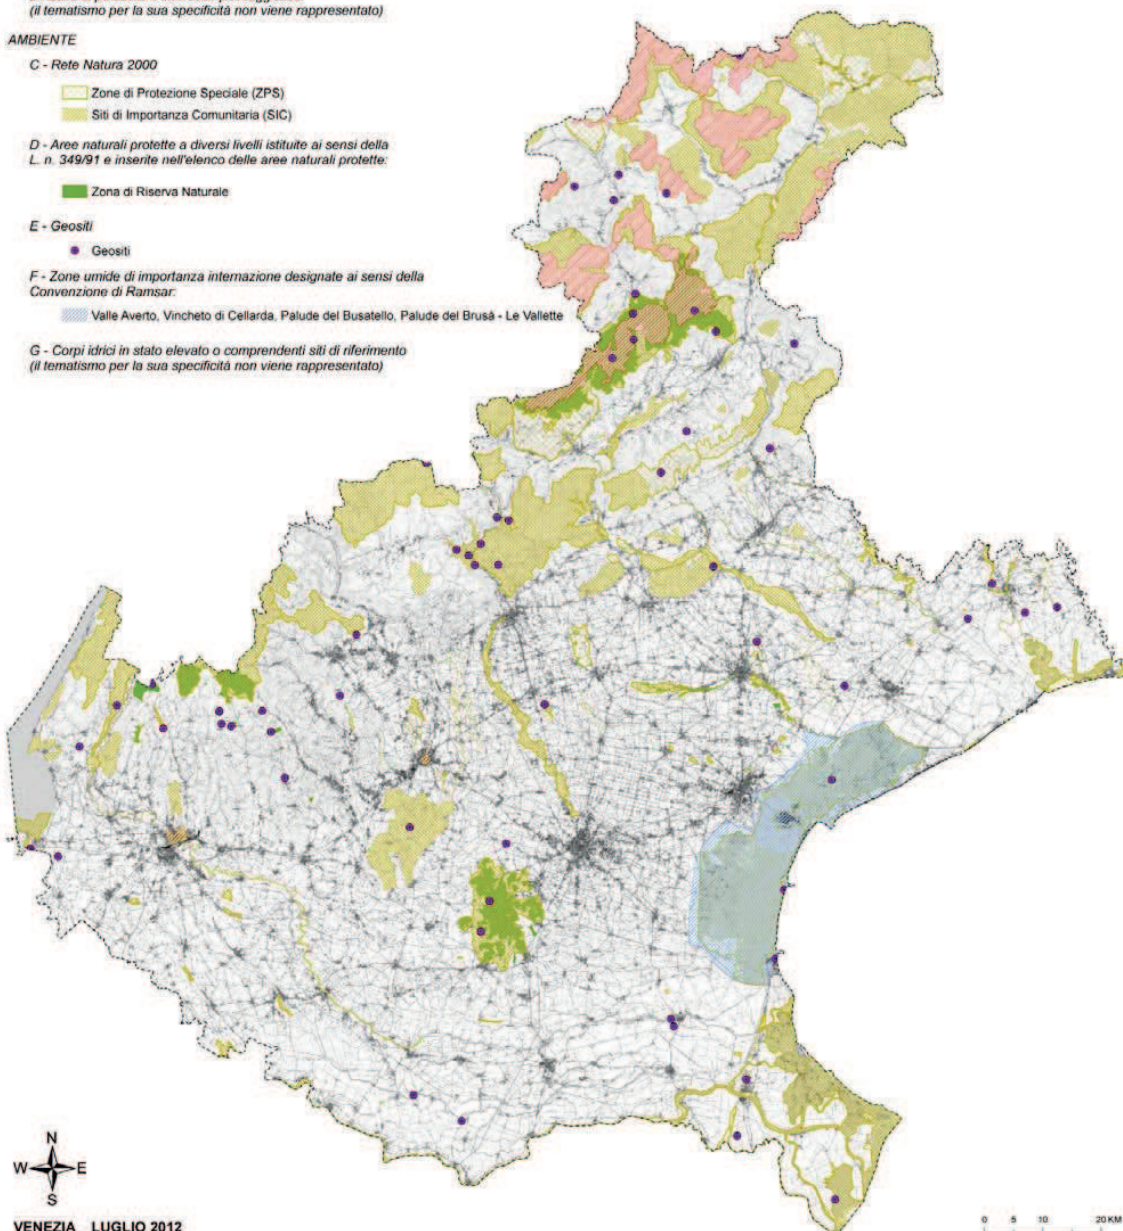 (il tematismo per la sua specificità non viene rappresentato)
AMBIENTE
C - Rete Natura 2000
Zone di Protezione Speciale (ZPS)
Siti di Importanza Comunitaria (SIC)
D - Aree naturali protette a diversi livelli istituite ai sensi della
L. n. 349/91 e inserite nell'elenco delle aree naturali protette:
Zona di Riserva Naturale
E - Geositi
Geositi
F - Zone umide di importanza internazione designate ai sensi della
Convenzione di Ramsar:
Valle Averto, Vincheto di Cellarda, Palude del Busatello, Palude del Brusà - Le Vallette
G - Corpi idrici in stato elevato o comprendenti siti di riferimento
(il tematismo per la sua specificità non viene rappresentato)
N
W E
S
VENEZIA LUGLIO 2012
0 5 10 20 KM